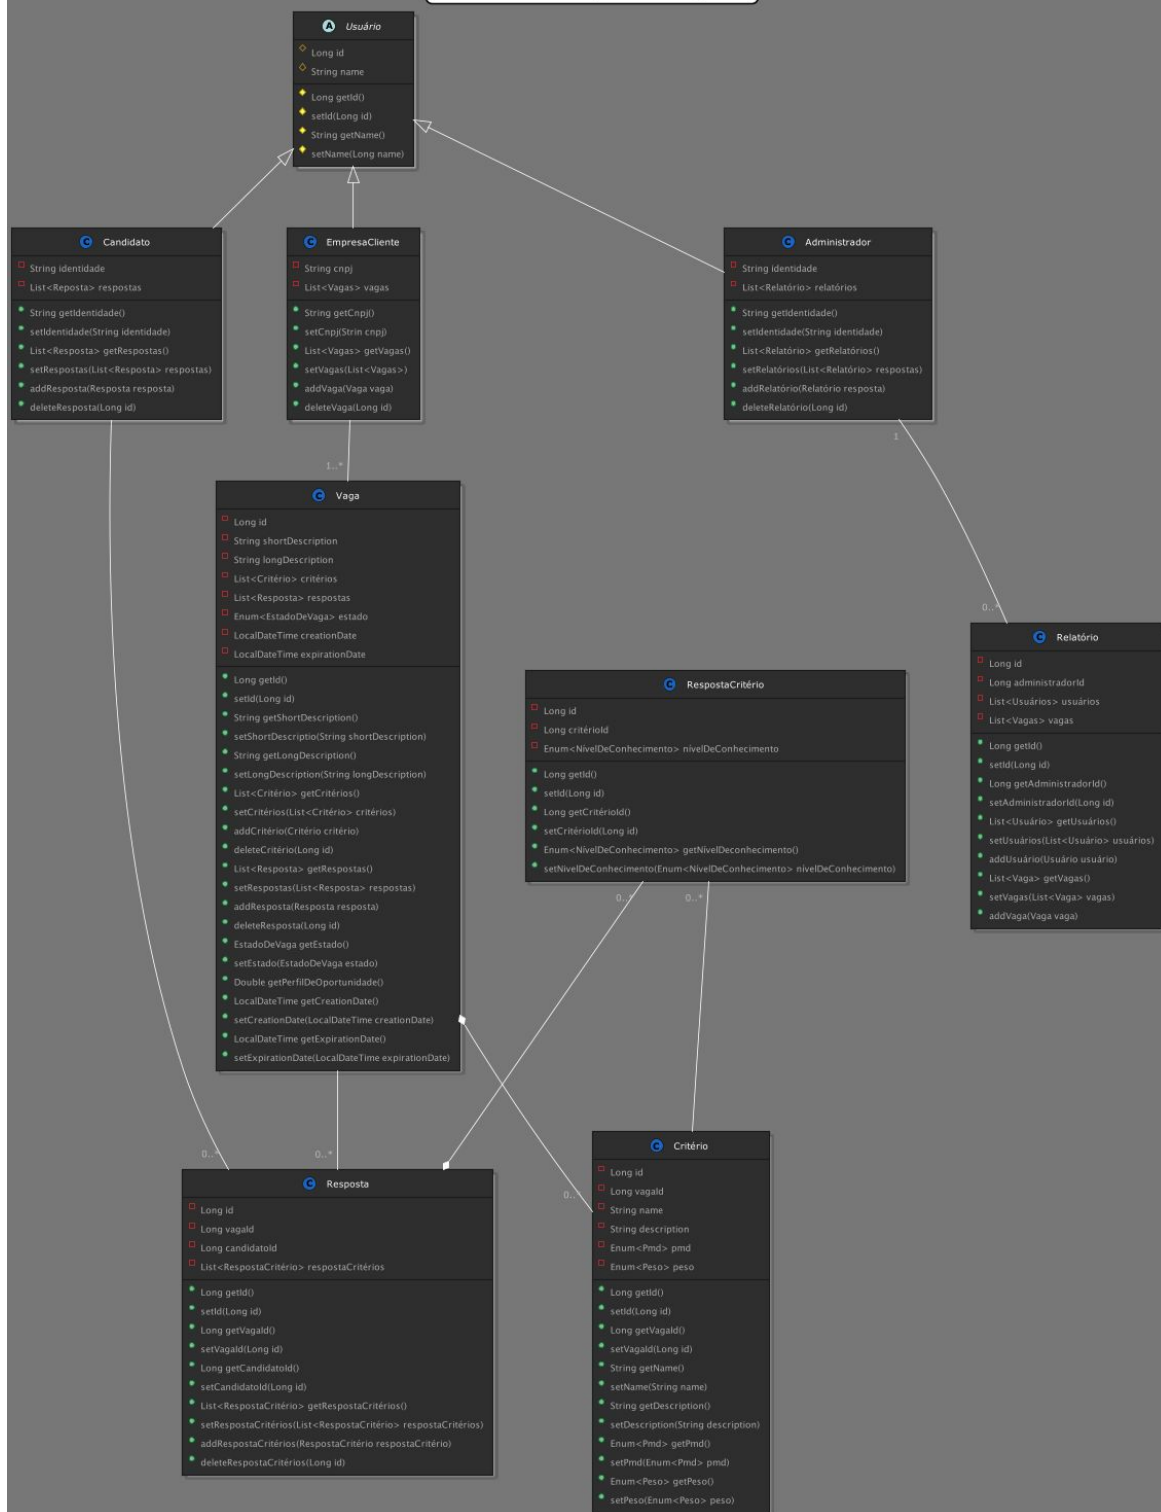 A Usuário
Long id
String name
Long getId()
setId(Long id)
String getName()
setName(Long name)
C Candidato
String identidade
List<Reposta> respostas
String getIdentidade()
setIdentidade(String identidade)
List<Resposta> getRespostas()
setRespostas(List<Resposta> respostas)
addResposta(Resposta resposta)
deleteResposta(Long id)
C EmpresaCliente
String cnpj
List<Vagas> vagas
String getCnpj()
setCnpj(Strin cnpj)
List<Vagas> getVagas()
setVagas(List<Vagas>)
addVaga(Vaga vaga)
deleteVaga(Long id)
C Administrador
String identidade
List<Relatório> relatórios
String getIdentidade()
setIdentidade(String identidade)
List<Relatório> getRelatórios()
setRelatórios(List<Relatório> respostas)
addRelatório(Relatório resposta)
deleteRelatório(Long id)
1
1..*
C Vaga
Long id
String shortDescription
String longDescription
List<Critério> critérios
List<Resposta> respostas
Enum<EstadoDeVaga> estado
LocalDateTime creationDate
LocalDateTime expirationDate
Long getId()
setId(Long id)
String getShortDescription()
setShortDescriptio(String shortDescription)
String getLongDescription()
setLongDescription(String longDescription)
List<Critério> getCritérios()
setCritérios(List<Critério> critérios)
addCritério(Critério critério)
deleteCritério(Long id)
List<Resposta> getRespostas()
setRespostas(List<Resposta> respostas)
addResposta(Resposta resposta)
deleteResposta(Long id)
EstadoDeVaga getEstado()
setEstado(EstadoDeVaga estado)
Double getPerfilDeOportunidade()
LocalDateTime getCreationDate()
setCreationDate(LocalDateTime creationDate)
LocalDateTime getExpirationDate()
setExpirationDate(LocalDateTime expirationDate)
0..*
C Relatório
Long id
Long administradorId
List<Usuários> usuários
List<Vagas> vagas
Long getId()
setId(Long id)
Long getAdministradorId()
setAdministradorId(Long id)
List<Usuário> getUsuários()
setUsuários(List<Usuário> usuários)
addUsuário(Usuário usuário)
List<Vaga> getVagas()
setVagas(List<Vaga> vagas)
addVaga(Vaga vaga)
C RespostaCritério
Long id
Long critérioId
Enum<NívelDeConhecimento> nívelDeConhecimento
Long getId()
setId(Long id)
Long getCritérioId()
setCritérioId(Long id)
Enum<NívelDeConhecimento> getNívelDeconhecimento()
setNívelDeConhecimento(Enum<NívelDeConhecimento> nívelDeConhecimento)
0..*
0..*
0..*
0..*
C Resposta
Long id
Long vagaId
Long candidatoId
List<RespostaCritério> respostaCritérios
Long getId()
setId(Long id)
Long getVagaId()
setVagaId(Long id)
Long getCandidatoId()
setCandidatoId(Long id)
List<RespostaCritério> getRespostaCritérios()
setRespostaCritérios(List<RespostaCritério> respostaCritérios)
addRespostaCritérios(RespostaCritério respostaCritério)
deleteRespostaCritérios(Long id)
0..*
C Critério
Long id
Long vagaId
String name
String description
Enum<Pmd> pmd
Enum<Peso> peso
Long getId()
setId(Long id)
Long getVagaId()
setVagaId(Long id)
String getName()
setName(String name)
String getDescription()
setDescription(String description)
Enum<Pmd> getPmd()
setPmd(Enum<Pmd> pmd)
Enum<Peso> getPeso()
setPeso(Enum<Peso> peso)